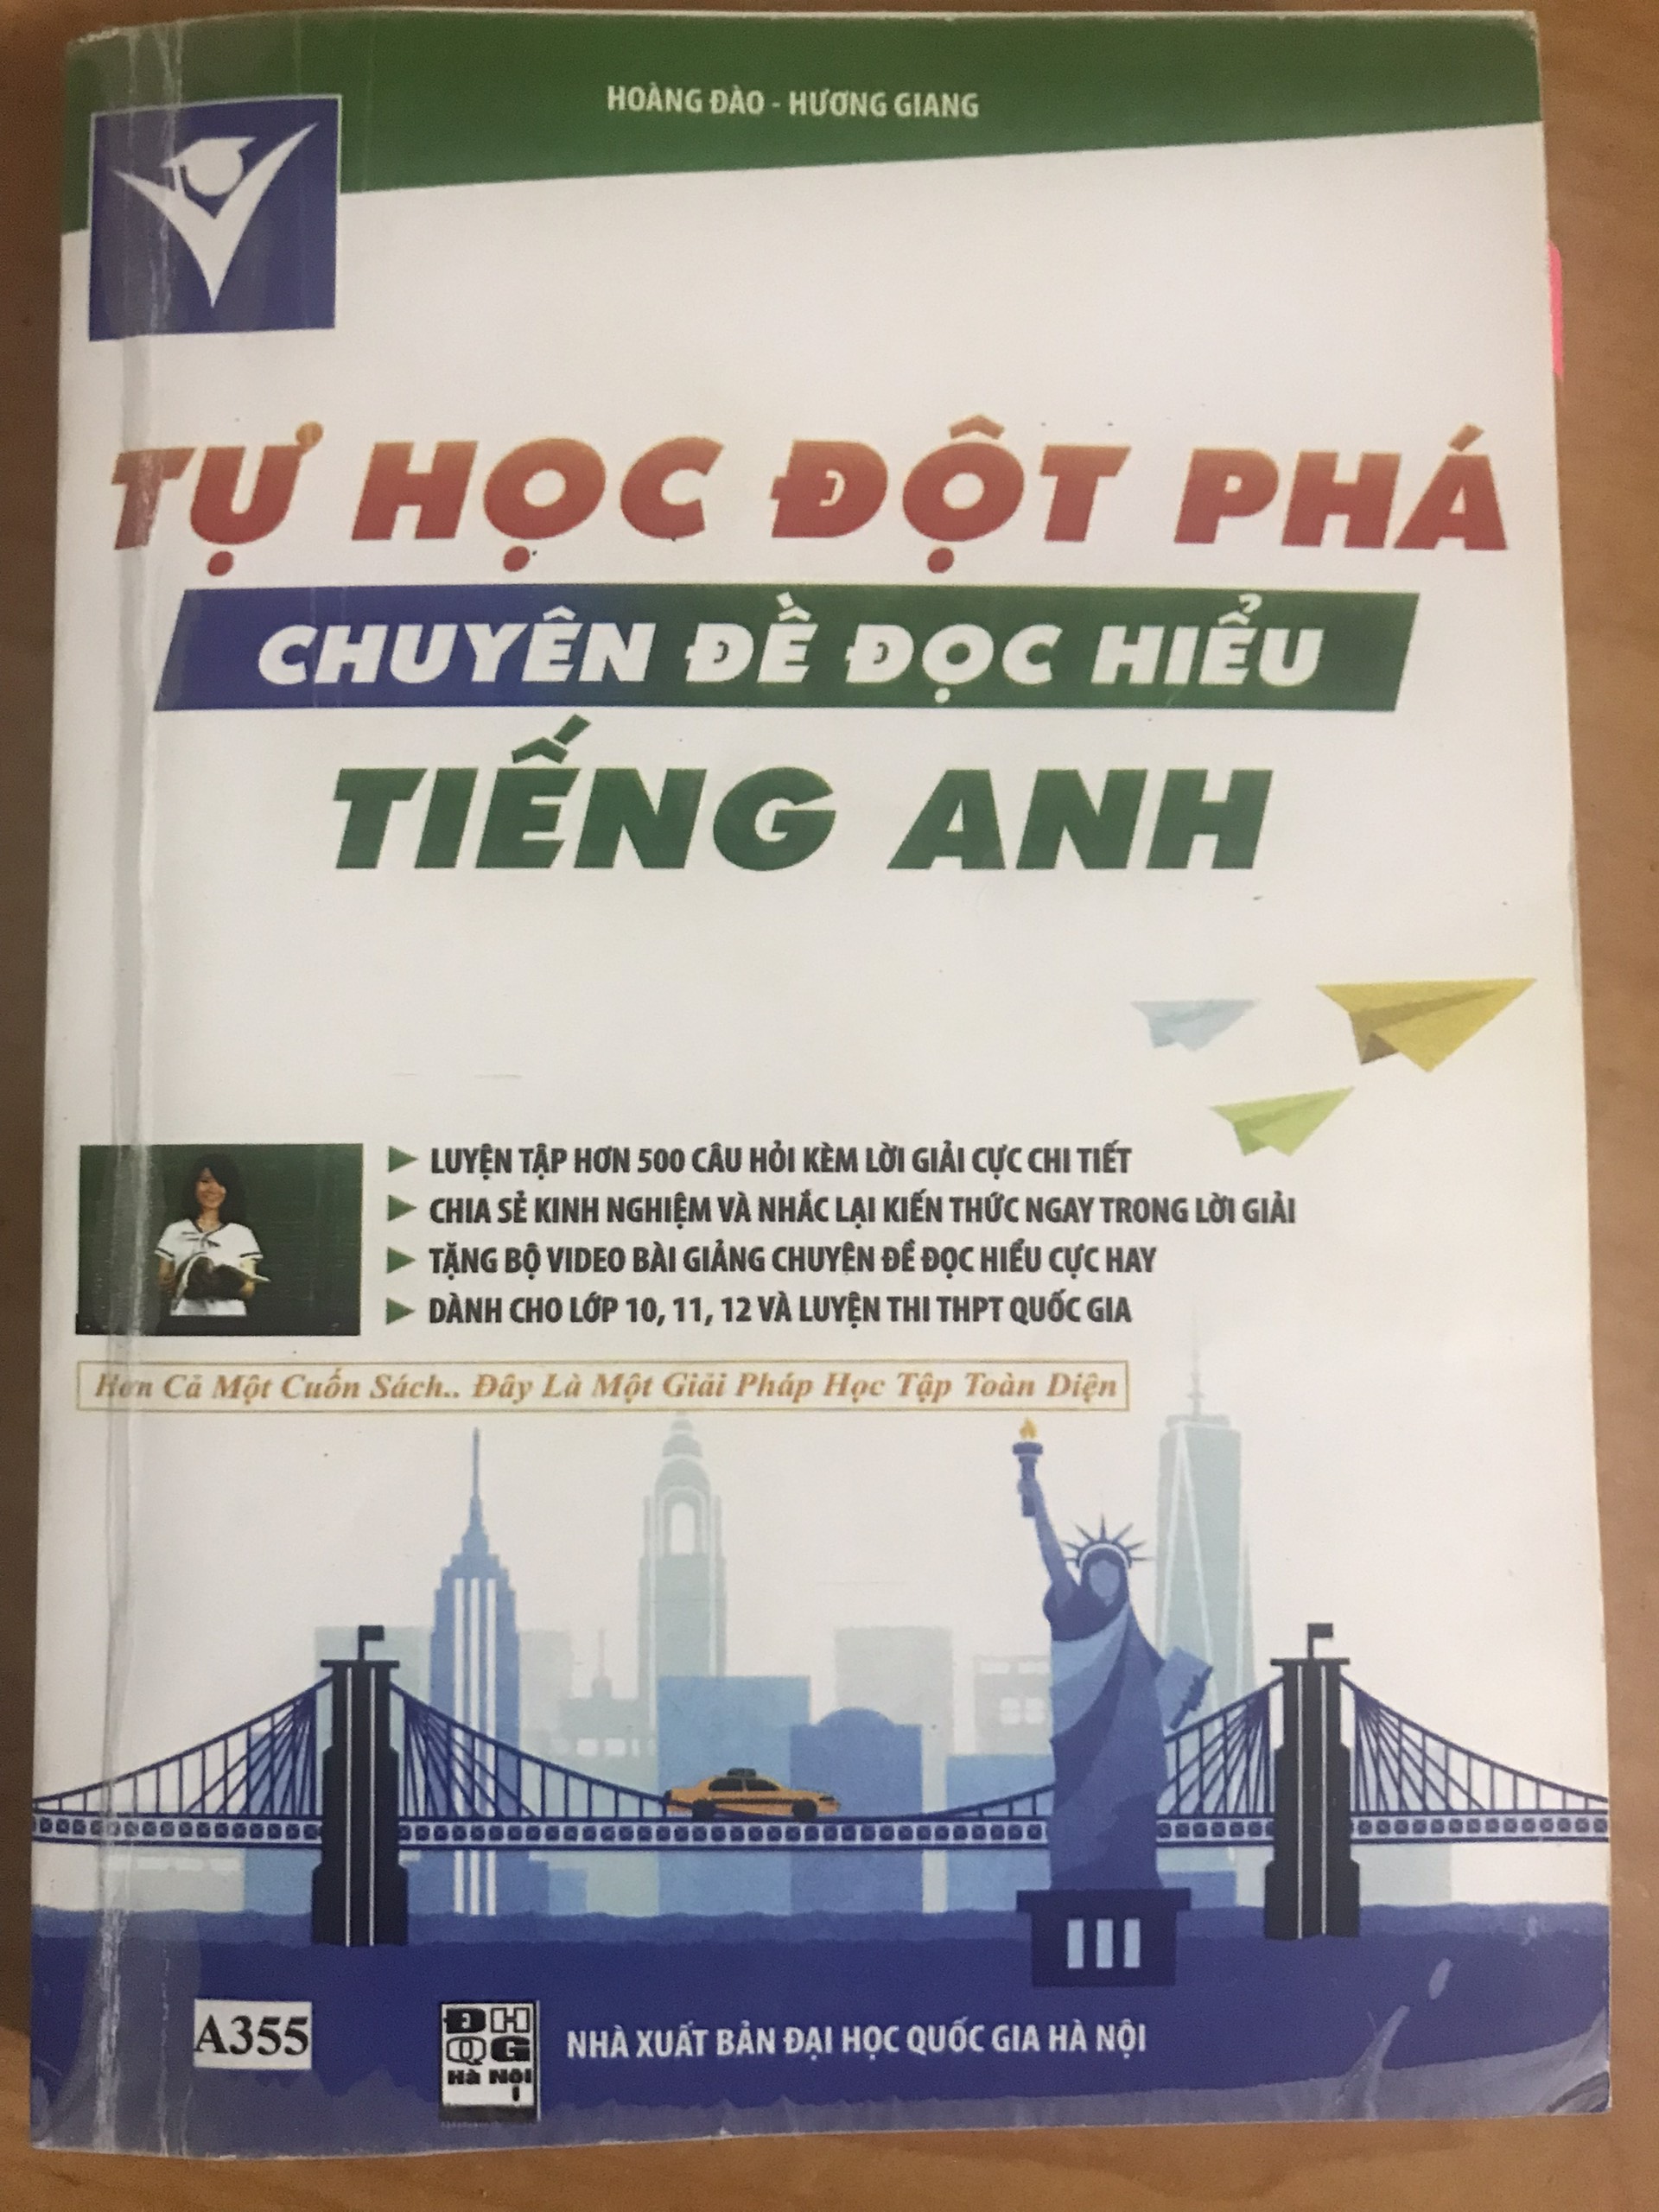 HOÀNG ĐÀO - HƯƠNG GIANG
TỰ HỌC ĐỘT PHÁ
CHUYÊN ĐỀ ĐỌC HIỂU
TIẾNG ANH
LUYỆN TẬP HƠN 500 CÂU HỎI KÈM LỜI GIẢI CỰC CHI TIẾT
CHIA SẺ KINH NGHIỆM VÀ NHẮC LẠI KIẾN THỨC NGAY TRONG LỜI GIẢI
TẶNG BỘ VIDEO BÀI GIẢNG CHUYÊN ĐỀ ĐỌC HIỂU CỰC HAY
DÀNH CHO LỚP 10, 11, 12 VÀ LUYỆN THI THPT QUỐC GIA
Hơn Cả Một Cuốn Sách.. Đây Là Một Giải Pháp Học Tập Toàn Diện
A355
ĐH
QG
Hà Nội
NHÀ XUẤT BẢN ĐẠI HỌC QUỐC GIA HÀ NỘI